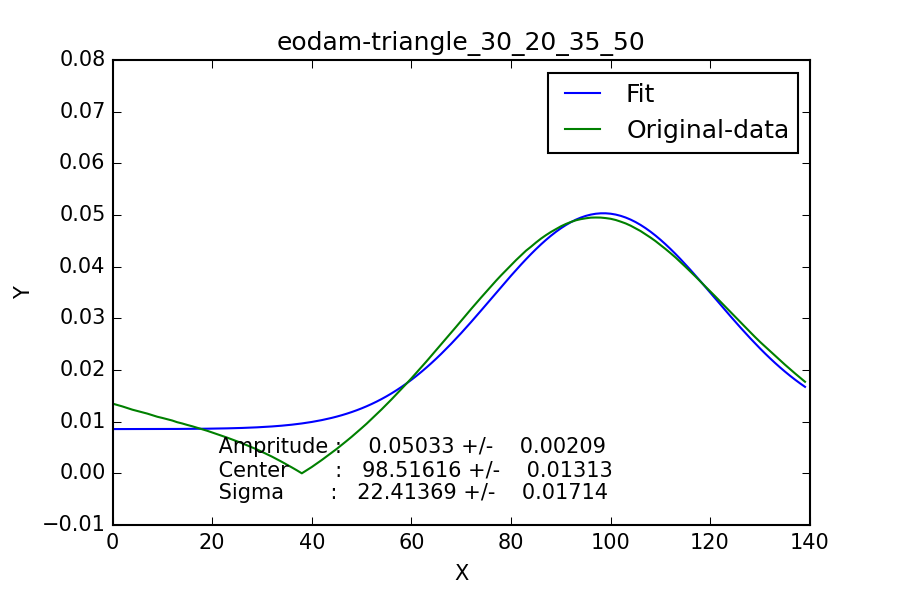 eodam-triangle_30_20_35_50
0.08
0.07
0.06
0.05
0.04
0.03
0.02
0.01
0.00
−0.01
Y
Fit
Original-data
Ampritude : 0.05033 +/- 0.00209
Center : 98.51616 +/- 0.01313
Sigma : 22.41369 +/- 0.01714
0 20 40 60 80 100 120 140
X